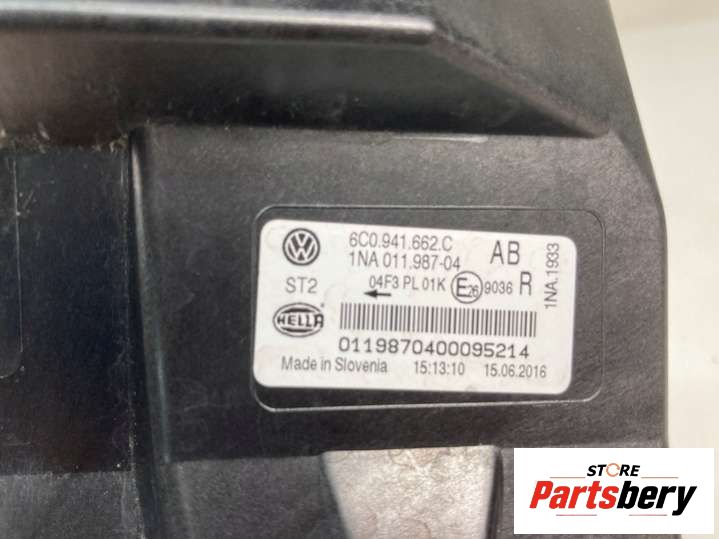 6C0.941.662.C AB
1NA 011.987-04
ST2 04F3 PL 01K E26 9036 R
1NA.1933
HELLA
0119870400095214
Made in Slovenia 15:13:10 15.06.2016
STORE
Partsbery